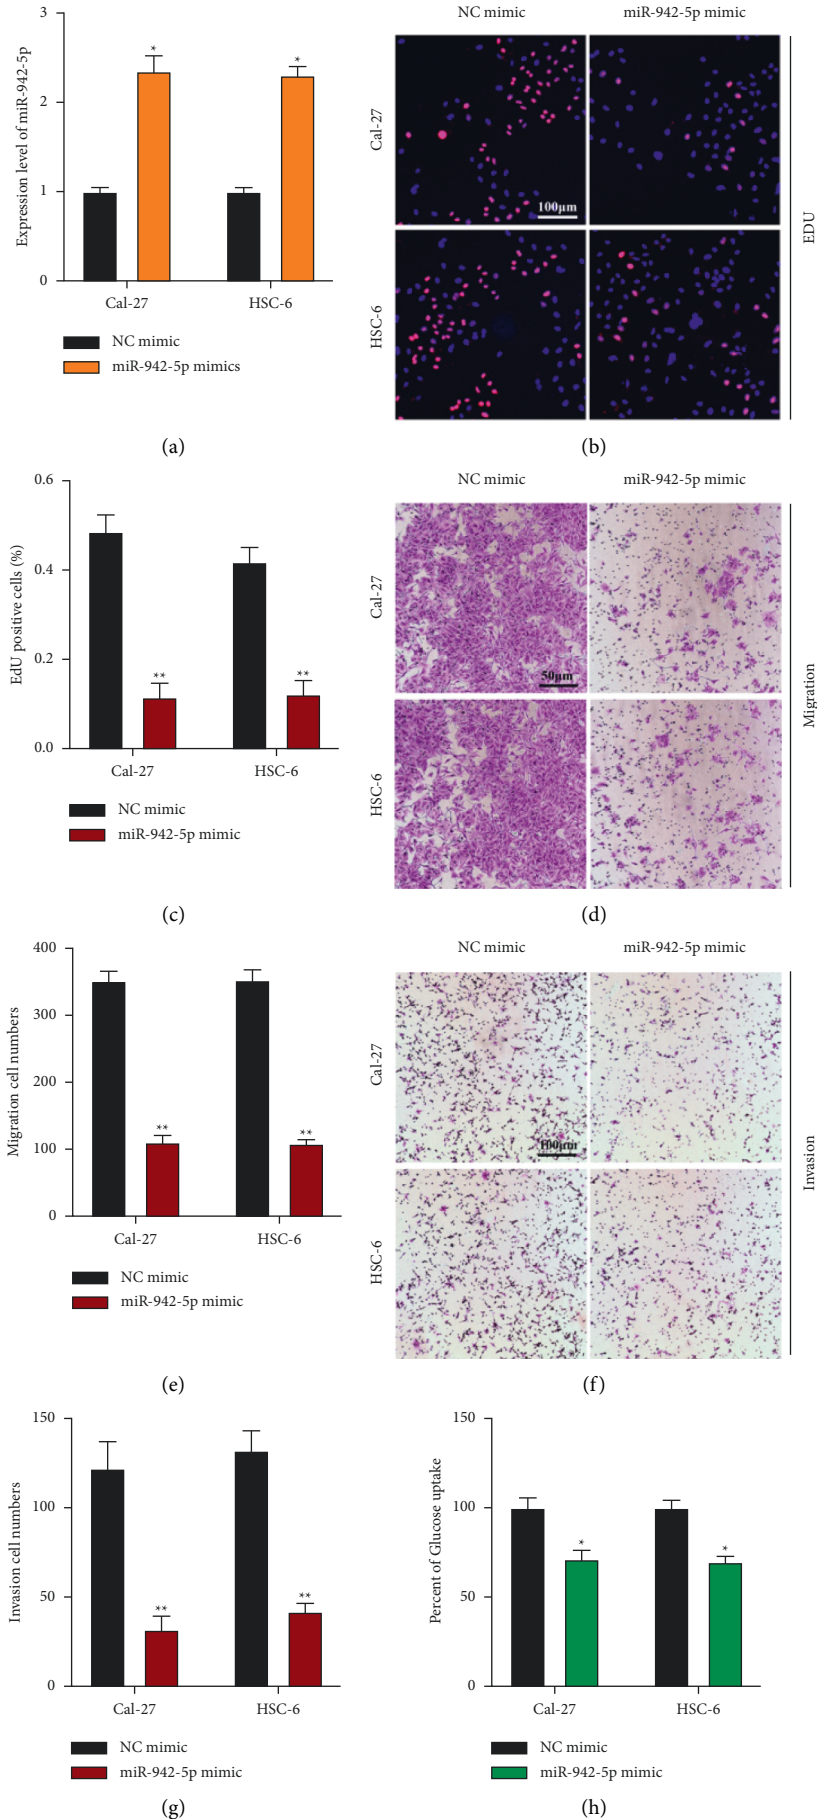 3
2
1
0
Expression level of miR-942-5p
*
*
Cal-27
HSC-6
NC mimic
miR-942-5p mimics
(a)
NC mimic
miR-942-5p mimic
Cal-27
HSC-6
100μm
EDU
(b)
0.6
0.4
0.2
0.0
EdU positive cells (%)
**
**
Cal-27
HSC-6
NC mimic
miR-942-5p mimic
(c)
NC mimic
miR-942-5p mimic
Cal-27
HSC-6
50μm
Migration
(d)
400
300
200
100
0
Migration cell numbers
**
**
Cal-27
HSC-6
NC mimic
miR-942-5p mimic
(e)
NC mimic
miR-942-5p mimic
Cal-27
HSC-6
100μm
Invasion
(f)
150
100
50
0
Invasion cell numbers
**
**
Cal-27
HSC-6
NC mimic
miR-942-5p mimic
(g)
150
100
50
0
Percent of Glucose uptake
*
*
Cal-27
HSC-6
NC mimic
miR-942-5p mimic
(h)